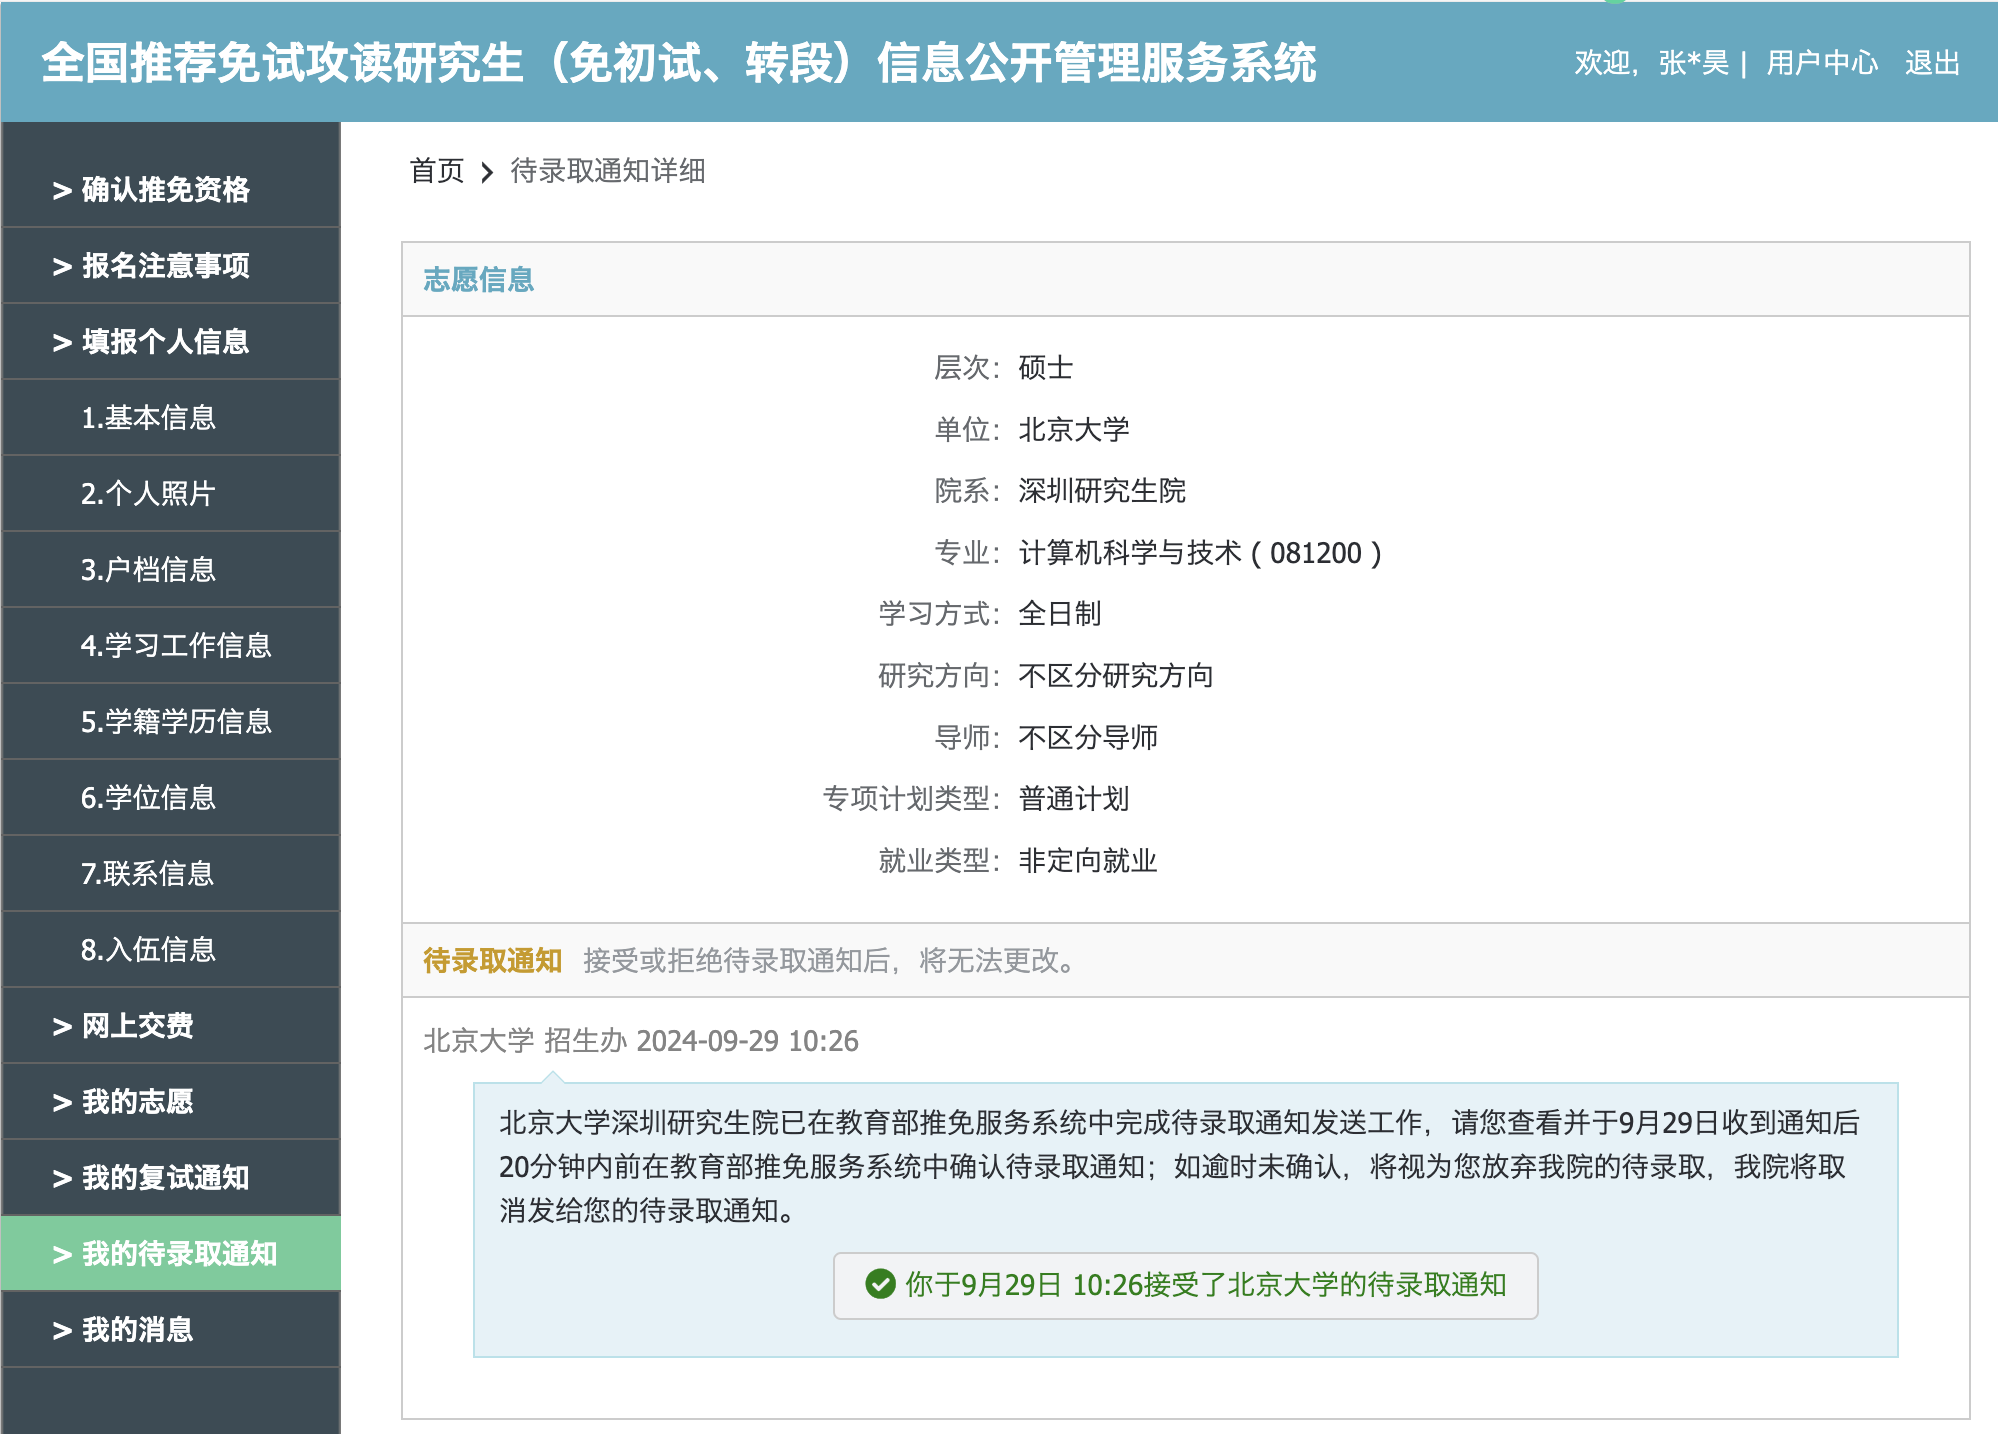 全国推荐免试攻读研究生（免初试、转段）信息公开管理服务系统
欢迎，张*昊 | 用户中心 退出
> 确认推免资格
> 报名注意事项
> 填报个人信息
1.基本信息
2.个人照片
3.户档信息
4.学习工作信息
5.学籍学历信息
6.学位信息
7.联系信息
8.入伍信息
> 网上交费
> 我的志愿
> 我的复试通知
> 我的待录取通知
> 我的消息
首页 > 待录取通知详细
志愿信息
层次：硕士
单位：北京大学
院系：深圳研究生院
专业：计算机科学与技术 ( 081200 )
学习方式：全日制
研究方向：不区分研究方向
导师：不区分导师
专项计划类型：普通计划
就业类型：非定向就业
待录取通知 接受或拒绝待录取通知后，将无法更改。
北京大学 招生办 2024-09-29 10:26
北京大学深圳研究生院已在教育部推免服务系统中完成待录取通知发送工作，请您查看并于9月29日收到通知后
20分钟内前在教育部推免服务系统中确认待录取通知；如逾时未确认，将视为您放弃我院的待录取，我院将取
消发给您的待录取通知。
你于9月29日 10:26接受了北京大学的待录取通知